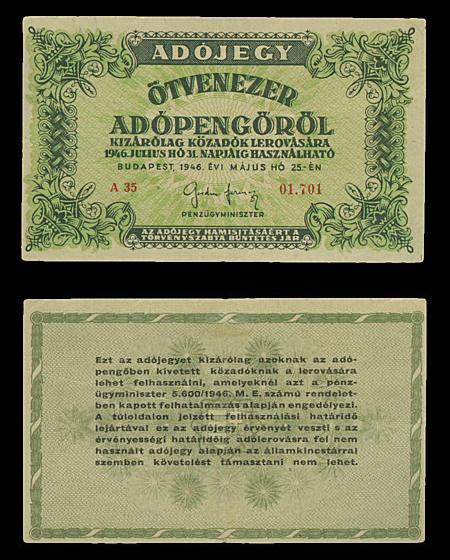 ADÓJEGY
ÖTVENEZER
ADÓPENGŐRŐL
KIZÁRÓLAG KÖZADÓK LEROVÁSÁRA
1946. JULIUS HÓ 31. NAPJÁIG HASZNÁLHATÓ
BUDAPEST, 1946. ÉVI MÁJUS HÓ 25-ÉN
A 35 01.701
PÉNZÜGYMINISZTER
AZ ADÓJEGY HAMISITÁSÁÉRT A
TÖRVÉNYSZABTA BÜNTETÉS JÁR
Ezt az adójegyet kizárólag azoknak az adó-
pengőben kivetett közadóknak a lerovására
lehet felhasználni, amelyeknél azt a pénz-
ügyminiszter 5.600/1946. M. E. számú rendelet-
ben kapott felhatalmazás alapján engedélyezi.
A túloldalon jelzett felhasználási határidő
lejártával ez az adójegy érvényét veszti s az
érvényességi határidőig adólerovásra fel nem
használt adójegy alapján az államkincstárral
szemben követelést támasztani nem lehet.